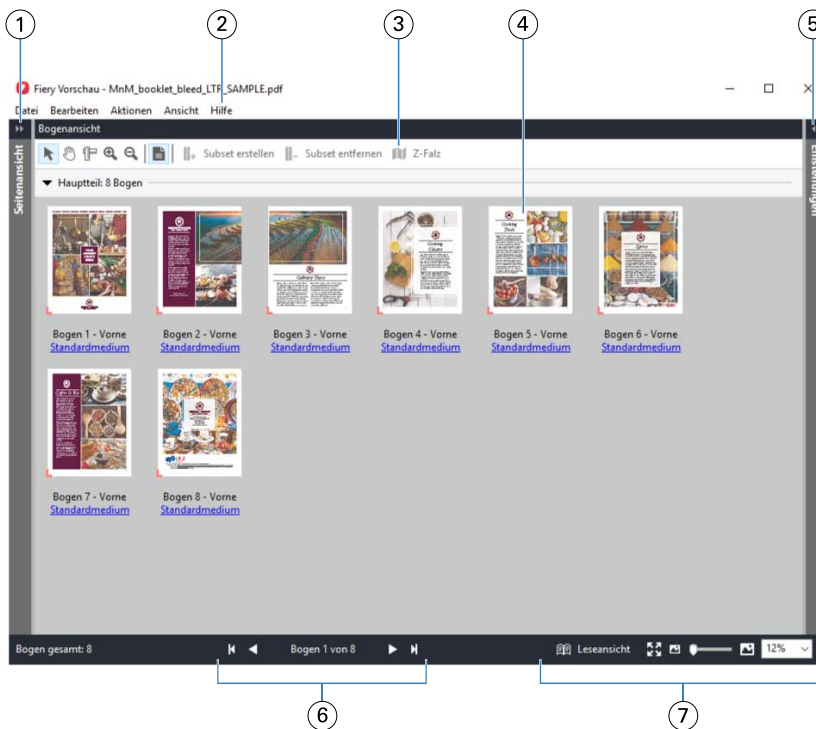 1 2 3 4 5
Fiery Vorschau - MnM_booklet_bleed_LTR_SAMPLE.pdf
Datei Bearbeiten Aktionen Ansicht Hilfe
Bogenansicht
Seitenansicht
Subset erstellen Subset entfernen Z-Falz
Einstellungen
Hauptteil: 8 Bogen
Bogen 1 - Vorne Bogen 2 - Vorne Bogen 3 - Vorne Bogen 4 - Vorne Bogen 5 - Vorne Bogen 6 - Vorne
Standardmedium Standardmedium Standardmedium Standardmedium Standardmedium Standardmedium
Bogen 7 - Vorne Bogen 8 - Vorne
Standardmedium Standardmedium
Bogen gesamt: 8 Bogen 1 von 8 Leseansicht 12%
6 7